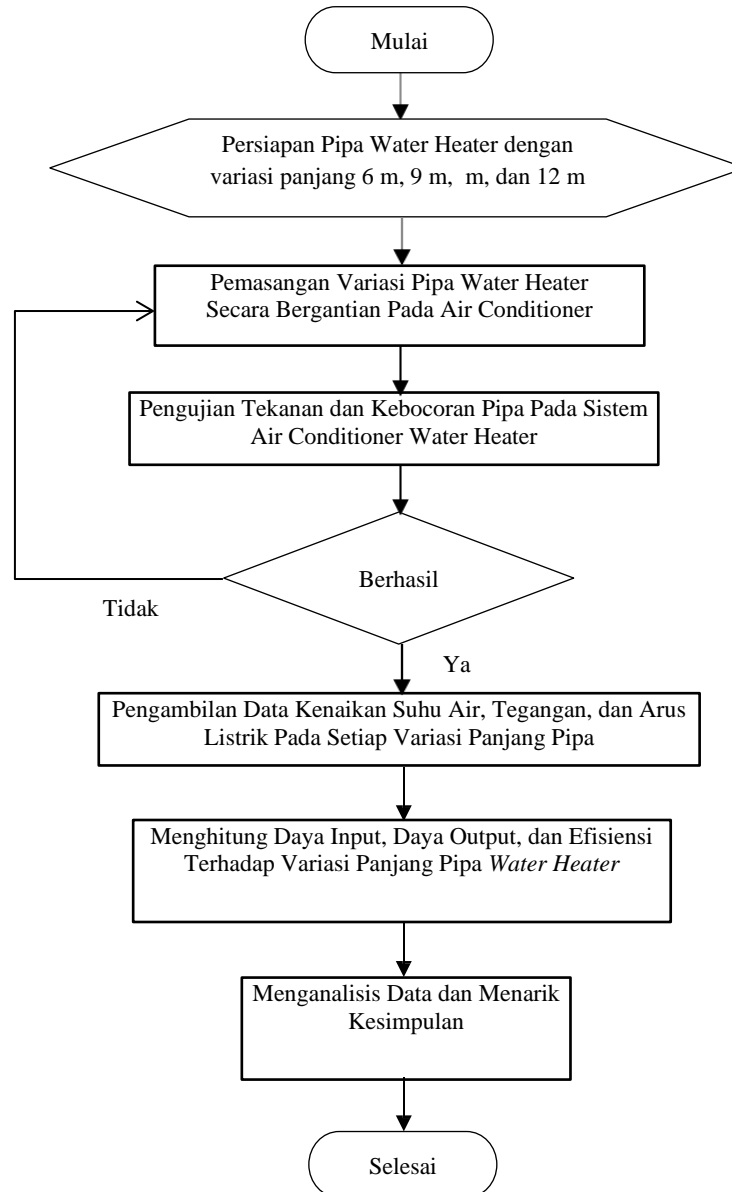 Mulai
Persiapan Pipa Water Heater dengan
variasi panjang 6 m, 9 m,  m, dan 12 m
Pemasangan Variasi Pipa Water Heater
Secara Bergantian Pada Air Conditioner
Pengujian Tekanan dan Kebocoran Pipa Pada Sistem
Air Conditioner Water Heater
Berhasil
Tidak
Ya
Pengambilan Data Kenaikan Suhu Air, Tegangan, dan Arus
Listrik Pada Setiap Variasi Panjang Pipa
Menghitung Daya Input, Daya Output, dan Efisiensi
Terhadap Variasi Panjang Pipa Water Heater
Menganalisis Data dan Menarik
Kesimpulan
Selesai